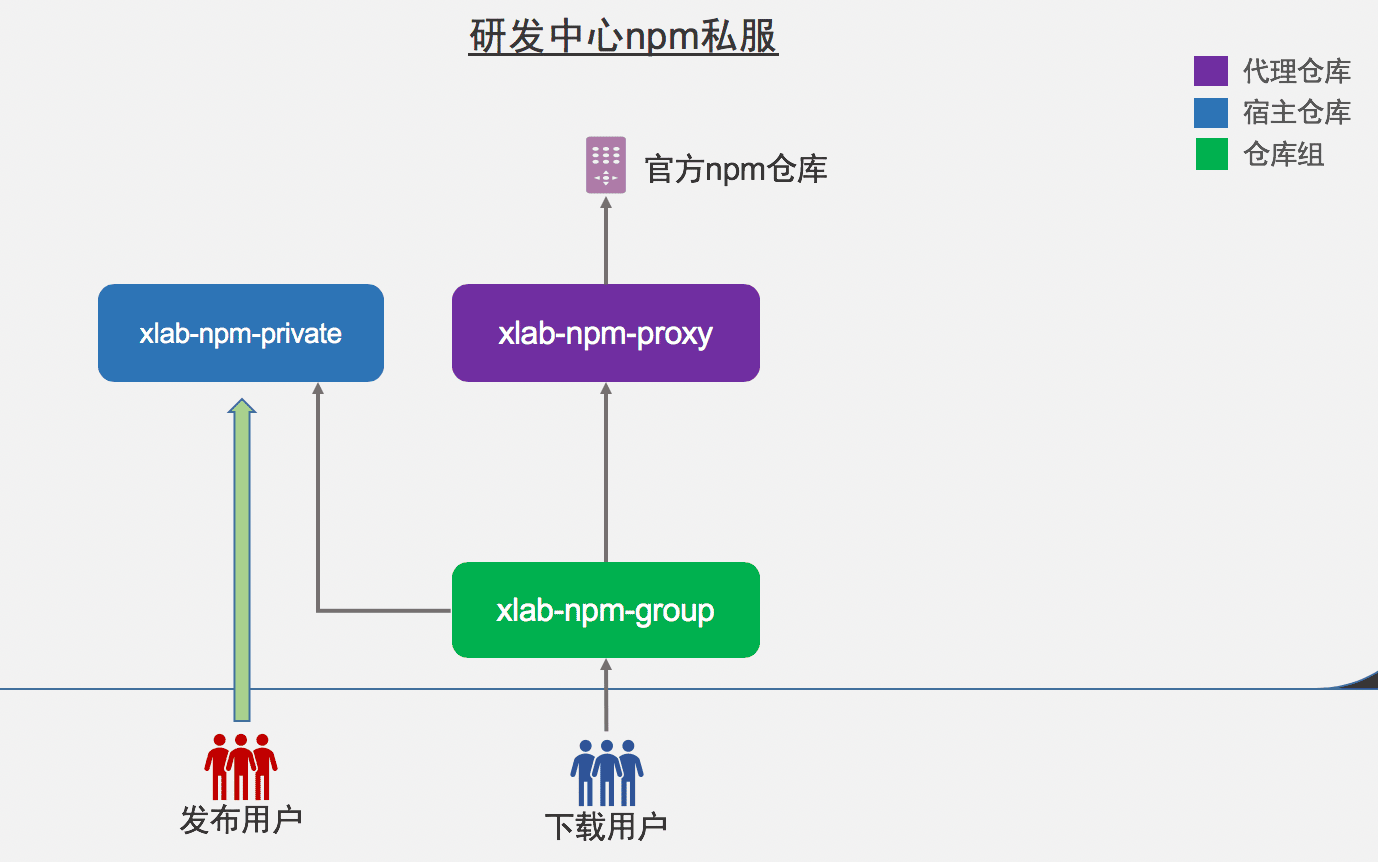 研发中心npm私服
代理仓库
宿主仓库
仓库组
官方npm仓库
xlab-npm-private
xlab-npm-proxy
xlab-npm-group
发布用户
下载用户